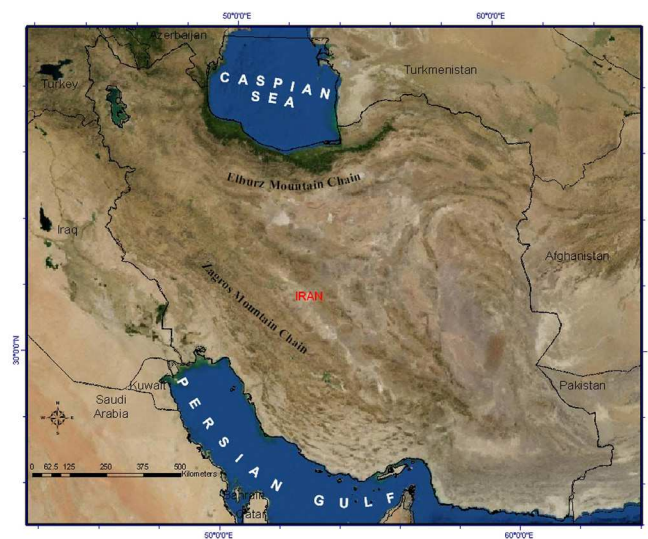 50°0'0"E
60°0'0"E
Azerbaijan
Turkey
CASPIAN
SEA
Turkmenistan
Elburz Mountain Chain
Iraq
Afghanistan
Zagros Mountain Chain
IRAN
30°0'0"N
Kuwait
Pakistan
Saudi
Arabia
PERSIAN GULF
N
W
E
S
0 62.5 125 250 375 500
Kilometers
Bahrain
Qatar
50°0'0"E
60°0'0"E